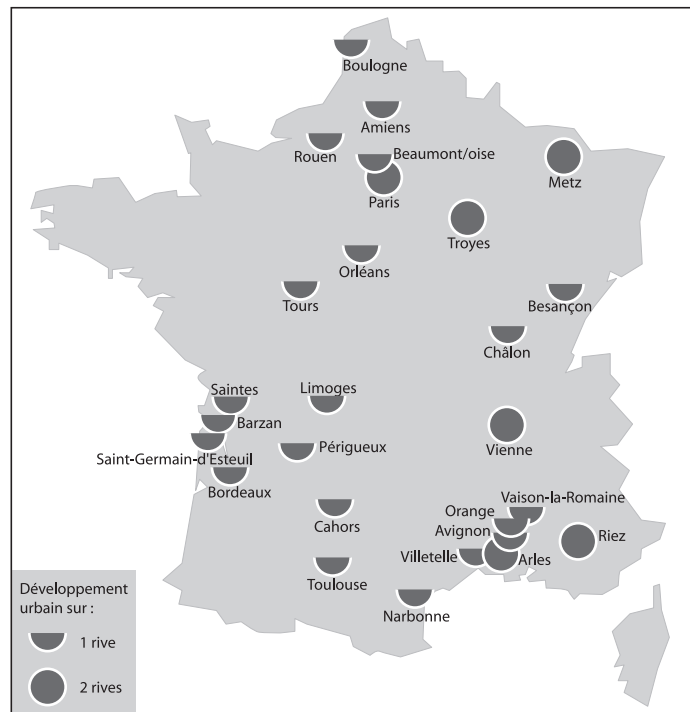 Boulogne
Amiens
Rouen
Beaumont/oise
Metz
Paris
Troyes
Orléans
Tours
Besançon
Châlon
Saintes
Limoges
Barzan
Vienne
Périgueux
Saint-Germain-d'Esteuil
Bordeaux
Vaison-la-Romaine
Orange
Cahors
Avignon
Riez
Villetelle
Arles
Toulouse
Narbonne
Développement
urbain sur :
1 rive
2 rives